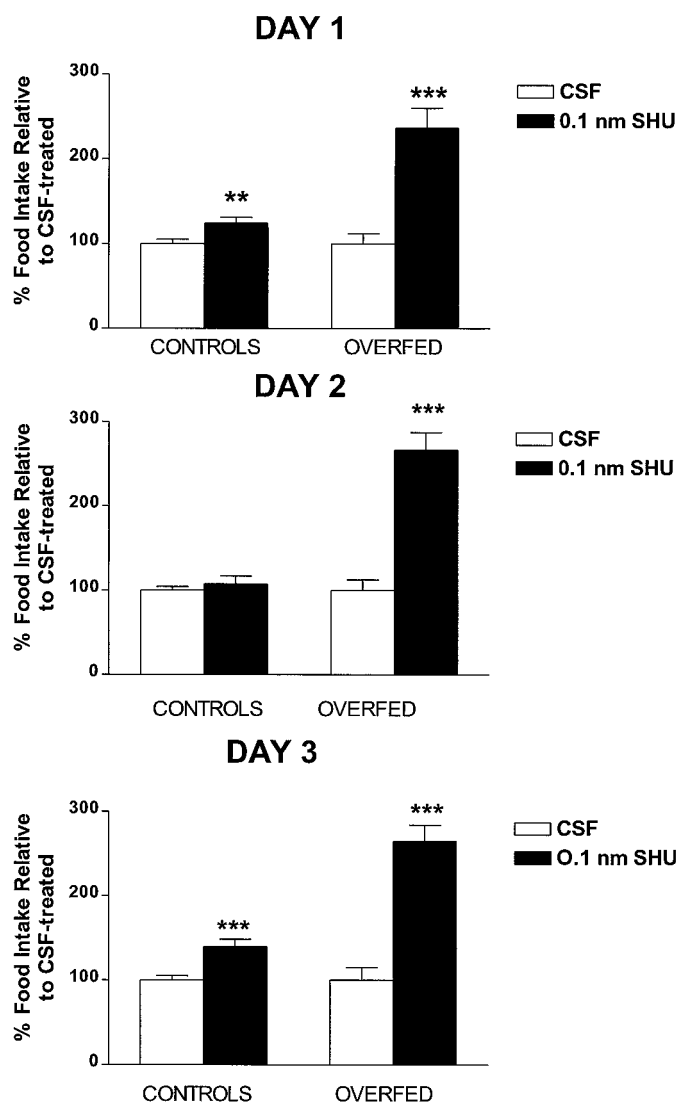 DAY 1
% Food Intake Relative
to CSF-treated
300
200
100
0
**
***
CONTROLS
OVERFED
CSF
0.1 nm SHU
DAY 2
% Food Intake Relative
to CSF-treated
300
200
100
0
***
CONTROLS
OVERFED
CSF
0.1 nm SHU
DAY 3
% Food Intake Relative
to CSF-treated
300
200
100
0
***
***
CONTROLS
OVERFED
CSF
O.1 nm SHU